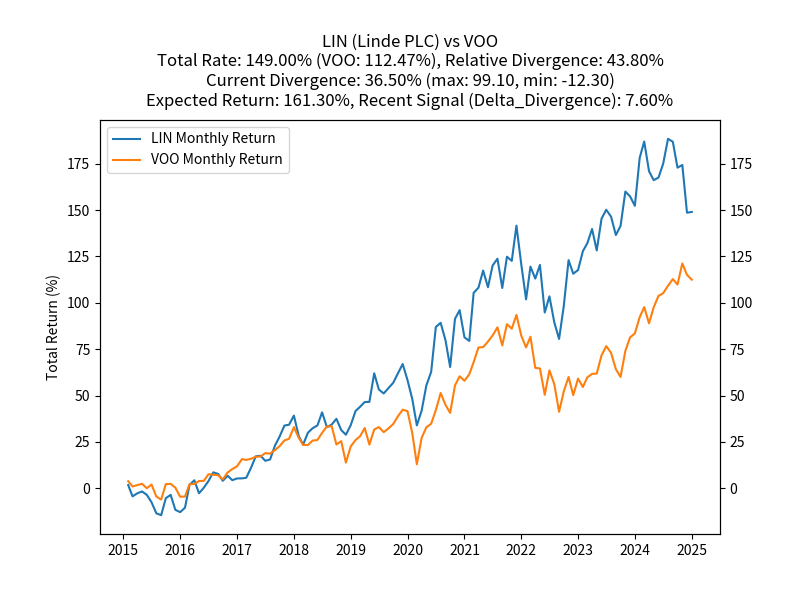 LIN (Linde PLC) vs VOO
Total Rate: 149.00% (VOO: 112.47%), Relative Divergence: 43.80%
Current Divergence: 36.50% (max: 99.10, min: -12.30)
Expected Return: 161.30%, Recent Signal (Delta_Divergence): 7.60%
LIN Monthly Return
VOO Monthly Return
Total Return (%)
175
150
125
100
75
50
25
0
175
150
125
100
75
50
25
0
2015 2016 2017 2018 2019 2020 2021 2022 2023 2024 2025